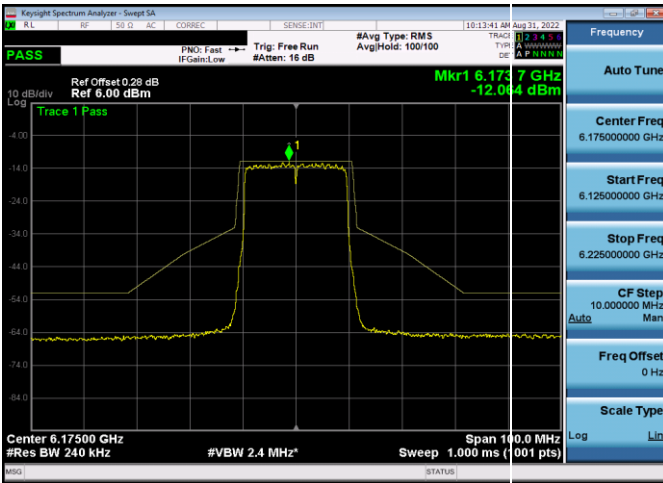 Keysight Spectrum Analyzer - Swept SA
RL RF 50 Ω AC CORREC SENSE:INT 10:13:41 AM Aug 31, 2022
PASS
PNO: Fast
IFGain:Low
Trig: Free Run
#Atten: 16 dB
#Avg Type: RMS
Avg|Hold: 100/100
TRAC 1 2 3 4 5 6
TYP A WWWWW
DE A P N N N N
Ref Offset 0.28 dB
10 dB/div Ref 6.00 dBm
Log
Mkr1 6.173 7 GHz
-12.064 dBm
Trace 1 Pass
1
-4.00
-14.0
-24.0
-34.0
-44.0
-54.0
-64.0
-74.0
-84.0
Center 6.17500 GHz Span 100.0 MHz
#Res BW 240 kHz #VBW 2.4 MHz* Sweep 1.000 ms (1001 pts)
MSG STATUS
Frequency
Auto Tune
Center Freq
6.175000000 GHz
Start Freq
6.125000000 GHz
Stop Freq
6.225000000 GHz
CF Step
10.000000 MHz
Auto Man
Freq Offset
0 Hz
Scale Type
Log Lin